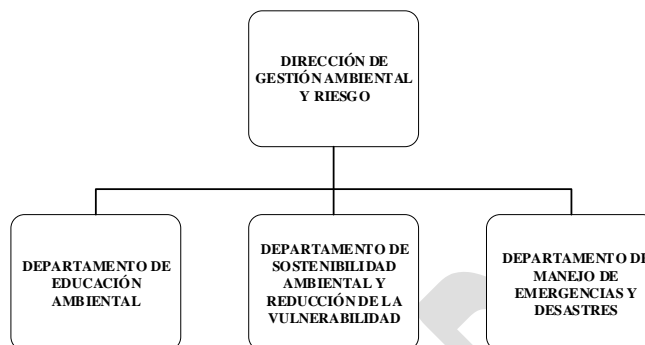 DIRECCIÓN DE
GESTIÓN AMBIENTAL
Y RIESGO
DEPARTAMENTO DE
EDUCACIÓN
AMBIENTAL
DEPARTAMENTO DE
SOSTENIBILIDAD
AMBIENTAL Y
REDUCCIÓN DE LA
VULNERABILIDAD
DEPARTAMENTO DE
MANEJO DE
EMERGENCIAS Y
DESASTRES